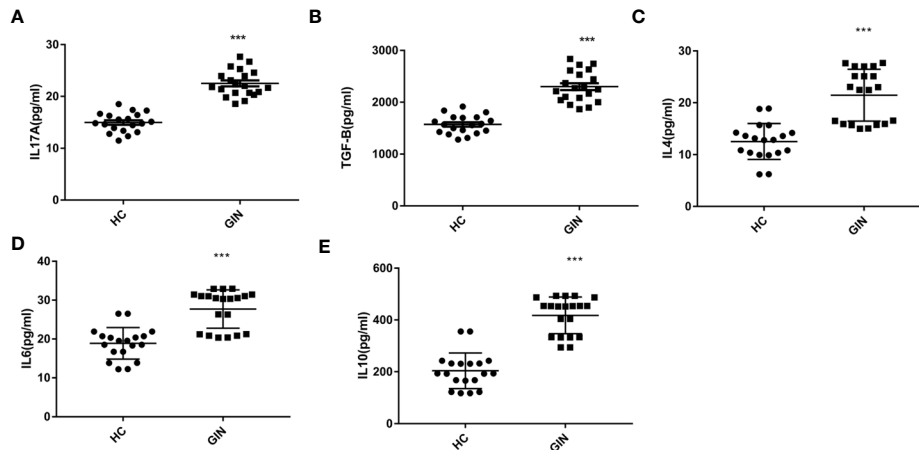 A
IL17A(pg/ml)
30
20
10
0
HC
GIN
***
B
TGF-B(pg/ml)
3000
2000
1000
0
HC
GIN
***
C
IL4(pg/ml)
30
20
10
0
HC
GIN
***
D
IL6(pg/ml)
40
30
20
10
0
HC
GIN
***
E
IL10(pg/ml)
600
400
200
0
HC
GIN
***